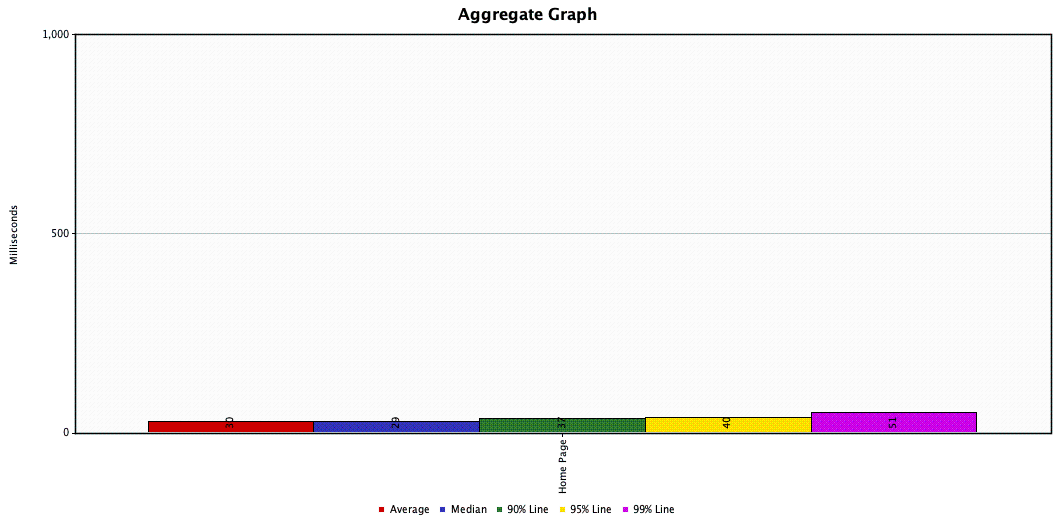 Aggregate Graph
1,000
500
0
Milliseconds
30
29
37
40
51
Home Page
Average
Median
90% Line
95% Line
99% Line